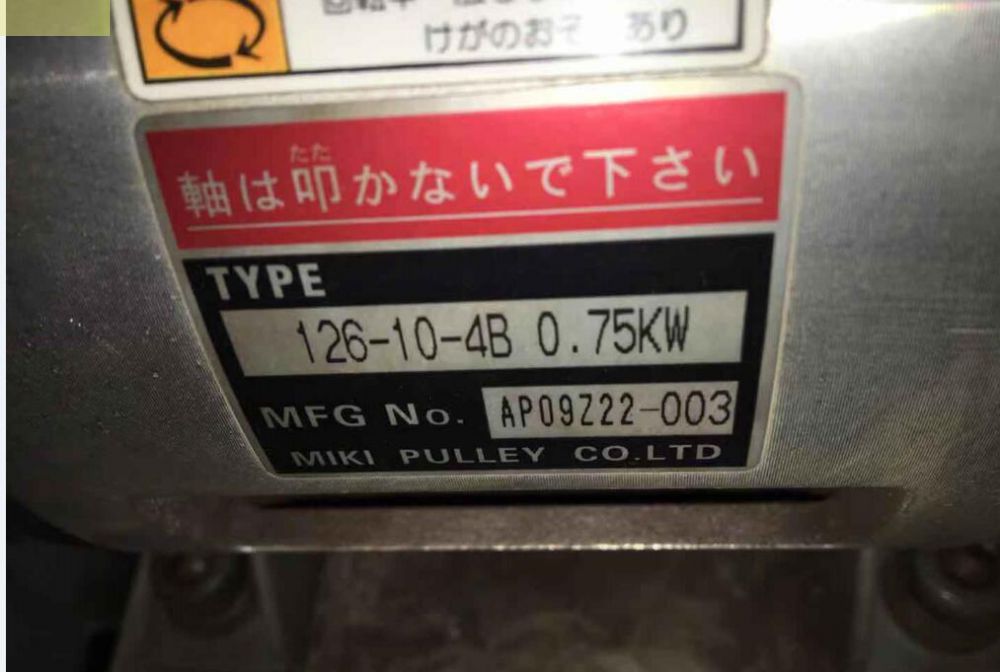 けがのおそ あり
たた
軸は叩かないで下さい
TYPE
126-10-4B 0.75KW
MFG No. AP09Z22-003
MIKI PULLEY CO.LTD